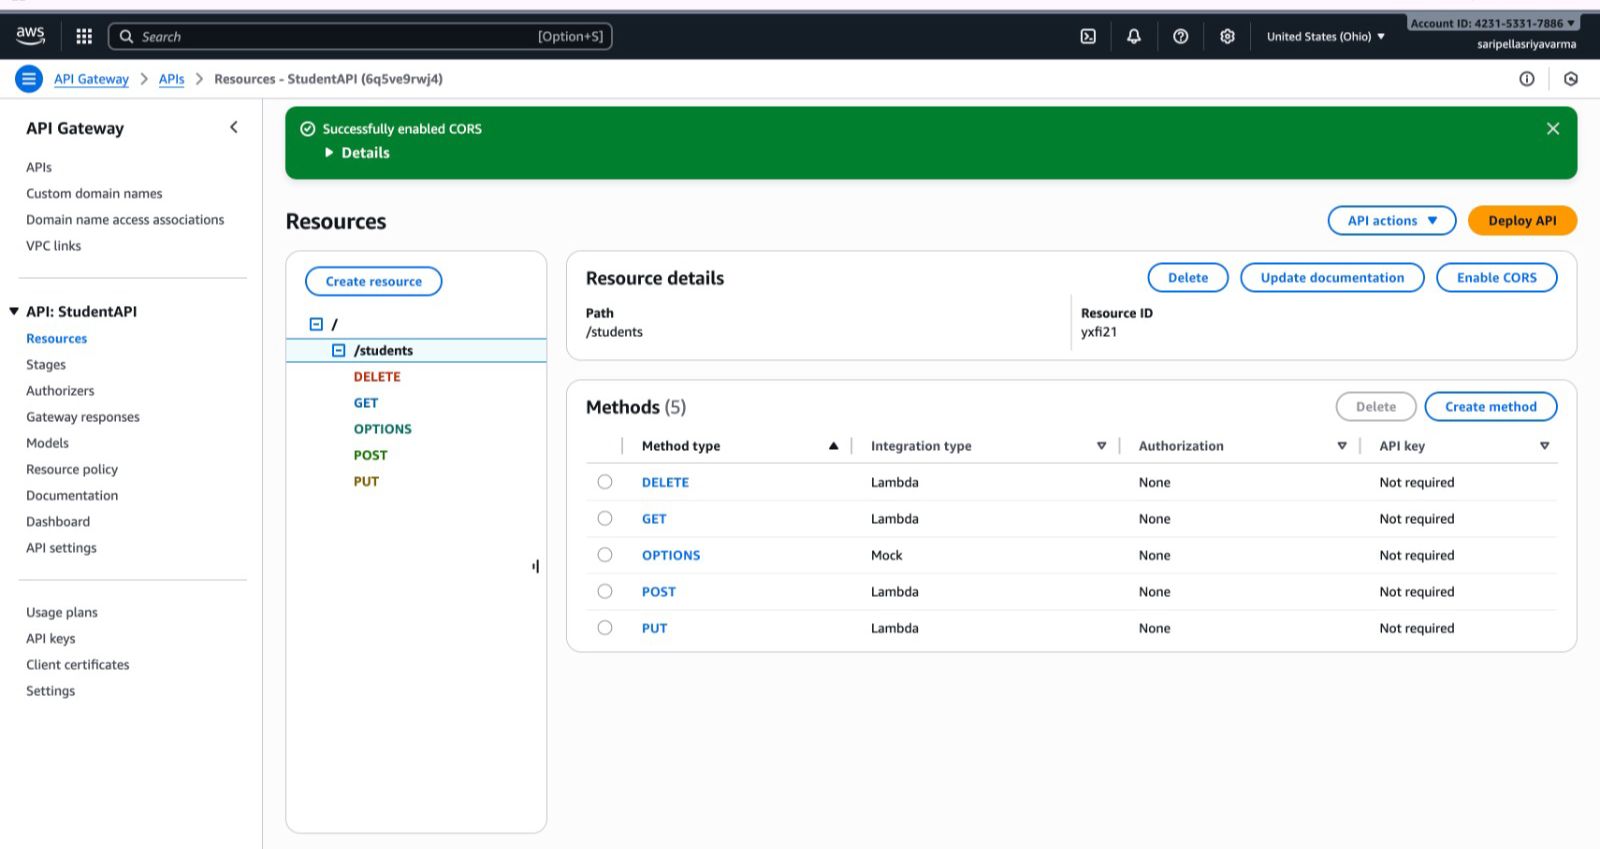 aws
Search
[Option+S]
United States (Ohio)
Account ID: 4231-5331-7886
saripellasriyavarma
API Gateway
APIs
Resources - StudentAPI (6q5ve9rwj4)
API Gateway
APIs
Custom domain names
Domain name access associations
VPC links
API: StudentAPI
Resources
Stages
Authorizers
Gateway responses
Models
Resource policy
Documentation
Dashboard
API settings
Usage plans
API keys
Client certificates
Settings
Successfully enabled CORS
Details
Resources
API actions
Deploy API
Create resource
/
/students
DELETE
GET
OPTIONS
POST
PUT
Resource details
Delete
Update documentation
Enable CORS
Path
/students
Resource ID
yxfi21
Methods (5)
Delete
Create method
Method type Integration type Authorization API key
DELETE Lambda None Not required
GET Lambda None Not required
OPTIONS Mock None Not required
POST Lambda None Not required
PUT Lambda None Not required